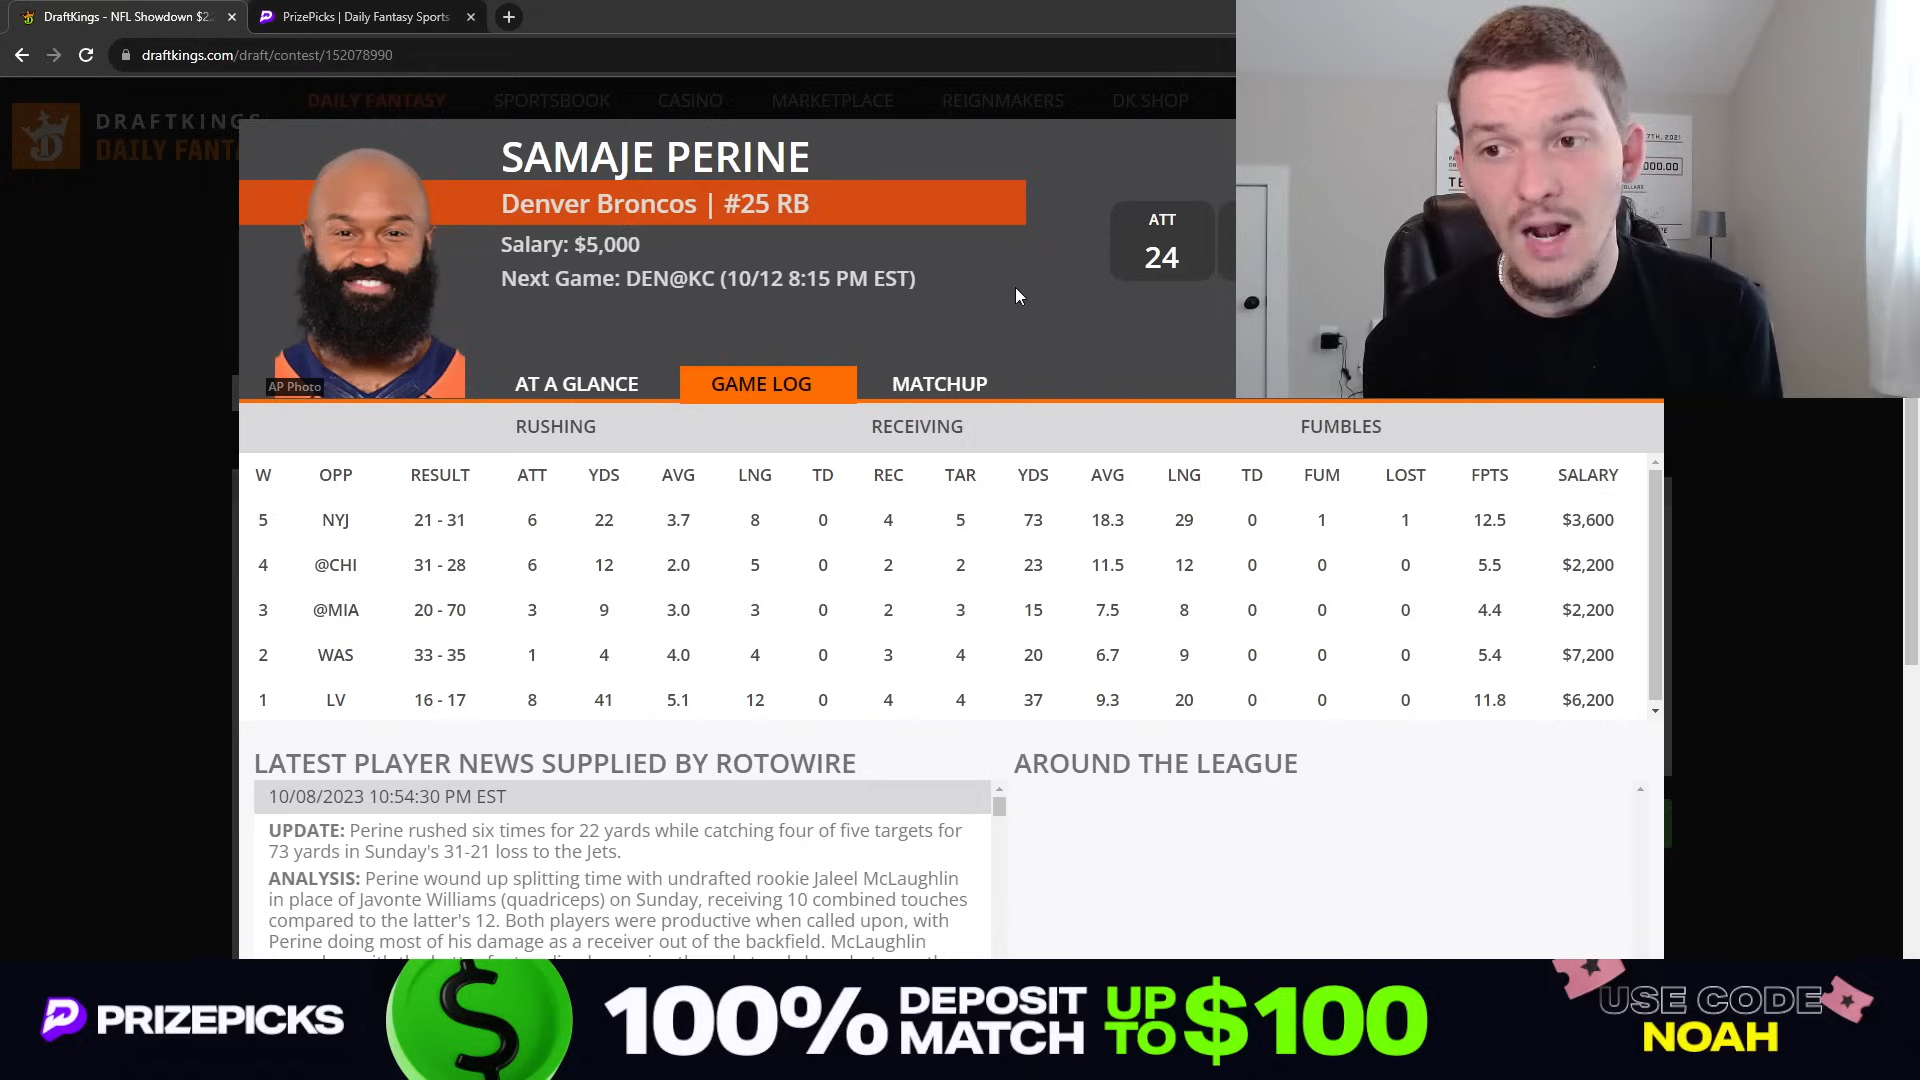 DraftKings - NFL Showdown $2.
PrizePicks | Daily Fantasy Sports
draftkings.com/draft/contest/152078990
DAILY FANTASY SPORTSBOOK CASINO MARKETPLACE REIGNMAKERS DK SHOP
DRAFTKINGS
DAILY FANTA
SAMAJE PERINE
Denver Broncos | #25 RB
Salary: $5,000
Next Game: DEN@KC (10/12 8:15 PM EST)
ATT
24
AP Photo
AT A GLANCE GAME LOG MATCHUP
7TH, 2021
000.00
RUSHING RECEIVING FUMBLES
W OPP RESULT ATT YDS AVG LNG TD REC TAR YDS AVG LNG TD FUM LOST FPTS SALARY
5 NYJ 21 - 31 6 22 3.7 8 0 4 5 73 18.3 29 0 1 1 12.5 $3,600
4 @CHI 31 - 28 6 12 2.0 5 0 2 2 23 11.5 12 0 0 0 5.5 $2,200
3 @MIA 20 - 70 3 9 3.0 3 0 2 3 15 7.5 8 0 0 0 4.4 $2,200
2 WAS 33 - 35 1 4 4.0 4 0 3 4 20 6.7 9 0 0 0 5.4 $7,200
1 LV 16 - 17 8 41 5.1 12 0 4 4 37 9.3 20 0 0 0 11.8 $6,200
LATEST PLAYER NEWS SUPPLIED BY ROTOWIRE
AROUND THE LEAGUE
10/08/2023 10:54:30 PM EST
UPDATE: Perine rushed six times for 22 yards while catching four of five targets for
73 yards in Sunday's 31-21 loss to the Jets.
ANALYSIS: Perine wound up splitting time with undrafted rookie Jaleel McLaughlin
in place of Javonte Williams (quadriceps) on Sunday, receiving 10 combined touches
compared to the latter's 12. Both players were productive when called upon, with
Perine doing most of his damage as a receiver out of the backfield. McLaughlin
PRIZEPICKS
100% DEPOSIT MATCH UP TO $100
USE CODE
NOAH